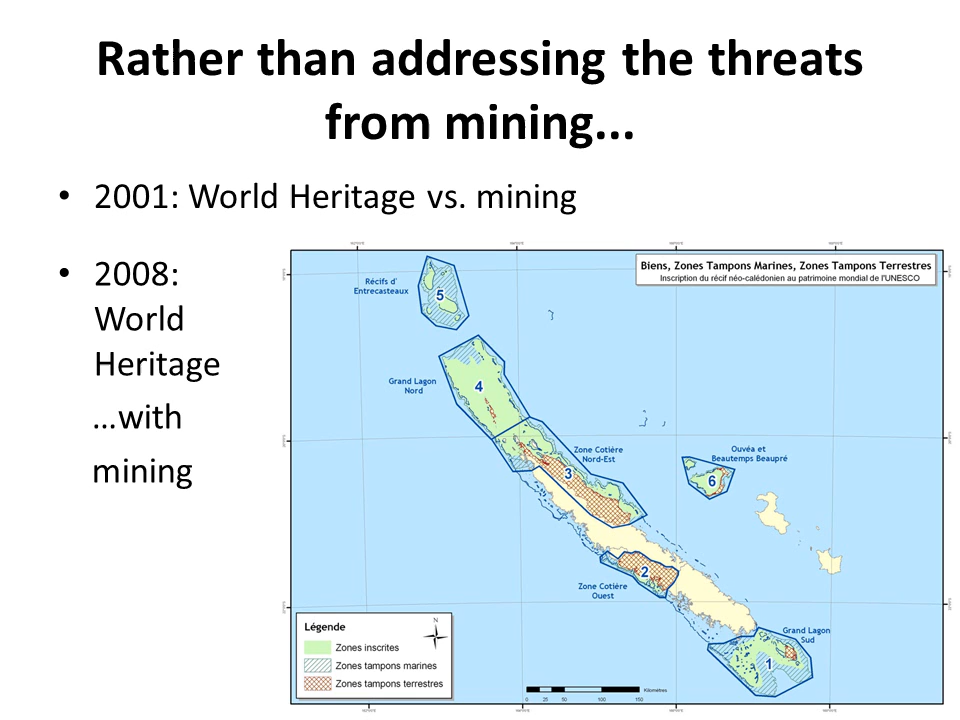 Rather than addressing the threats
from mining...
• 2001: World Heritage vs. mining
• 2008:
World
Heritage
…with
mining
Biens, Zones Tampons Marines, Zones Tampons Terrestres
Inscription du récif néo-calédonien au patrimoine mondial de l'UNESCO
Récifs d'
Entrecasteaux
5
Grand Lagon
Nord
4
Zone Cotière
Nord-Est
3
Ouvéa et
Beautemps Beaupré
6
2
Zone Cotière
Ouest
Grand Lagon
Sud
1
Légende
N
Zones inscrites
Zones tampons marines
Zones tampons terrestres
Kilomètres
0 25 50 100 150